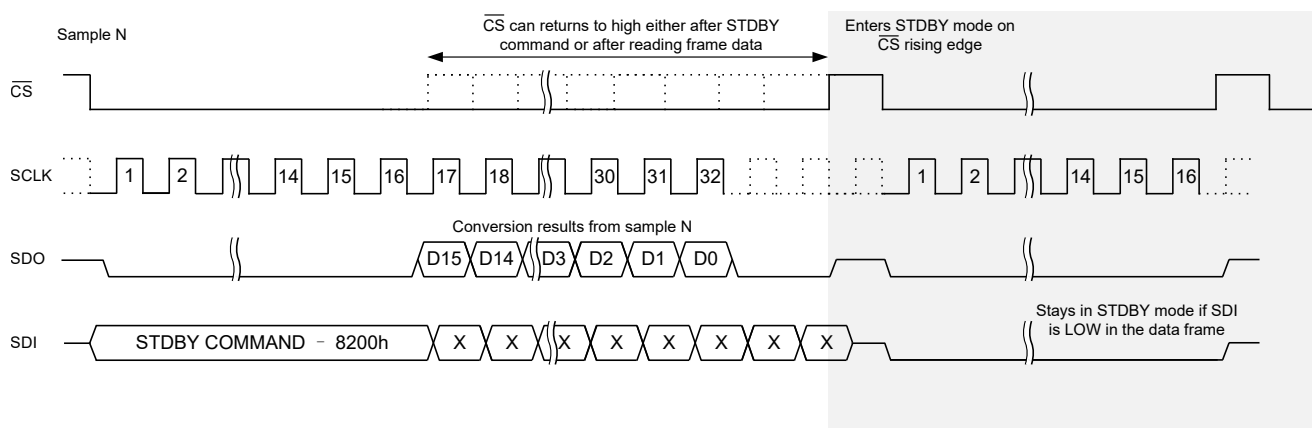 Sample N
CS can returns to high either after STDBY
command or after reading frame data
Enters STDBY mode on
CS rising edge
CS
SCLK
1 2 14 15 16 17 18 30 31 32 1 2 14 15 16
Conversion results from sample N
SDO
D15 D14 D3 D2 D1 D0
Stays in STDBY mode if SDI
is LOW in the data frame
SDI
STDBY COMMAND – 8200h X X X X X X X X